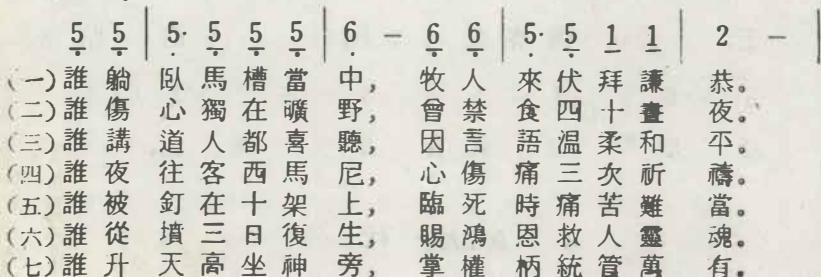 5 5 | 5· 5 5 5 | 6 － 6 6 | 5· 5 1 1 | 2 － |
(一)誰躺臥馬槽當中，牧人來伏拜謙恭。
(二)誰傷心獨在曠野，曾禁食四十晝夜。
(三)誰講道人都喜聽，因言語溫柔和平。
(四)誰夜往客西馬尼，心傷痛三次祈禱。
(五)誰被釘在十架上，臨死時痛苦難當。
(六)誰從墳三日復生，賜鴻恩救人靈魂。
(七)誰升天高坐神旁，掌權柄統管萬有。